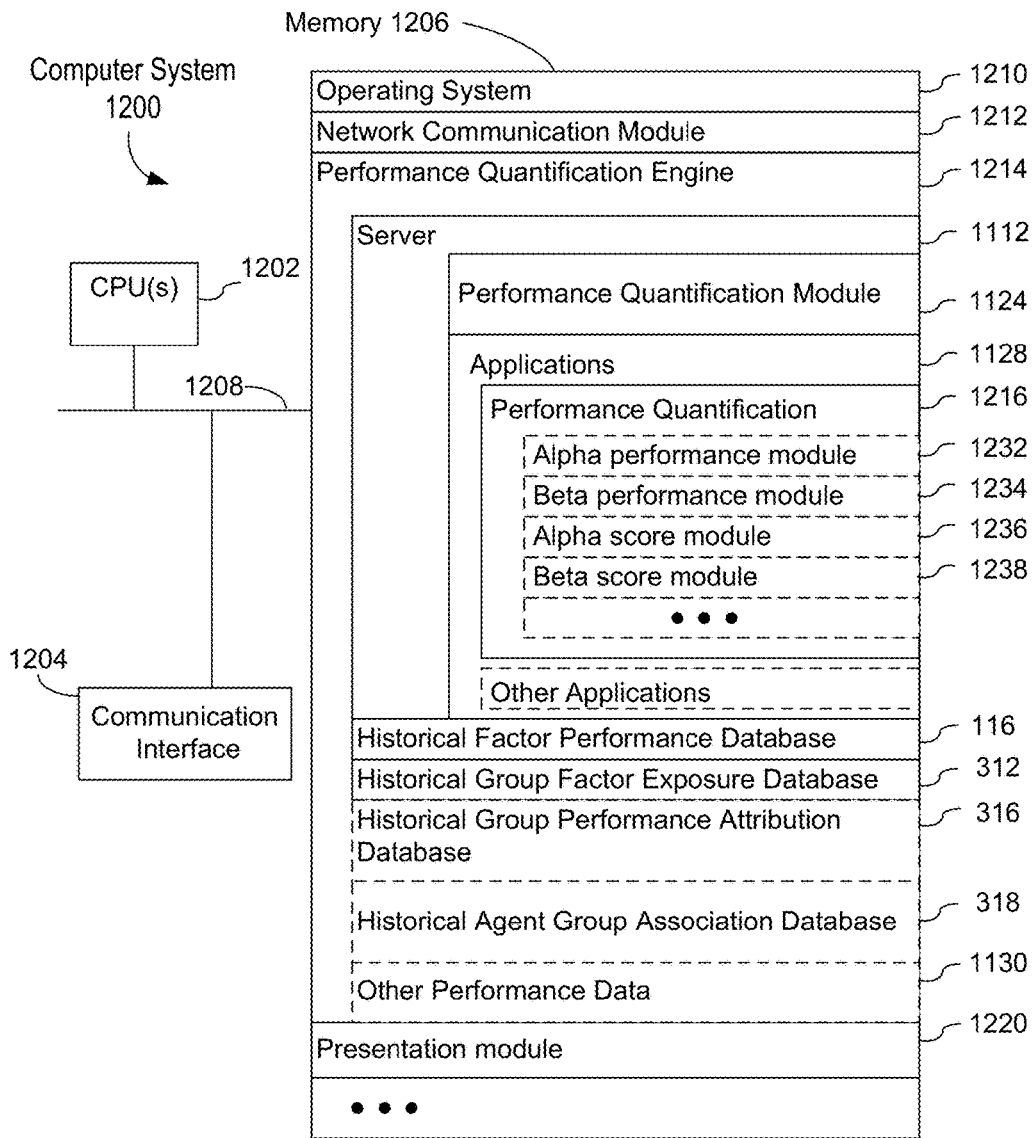 Memory 1206
Computer System
1200
Operating System
1210
Network Communication Module
1212
Performance Quantification Engine
1214
Server
1112
CPU(s)
1202
Performance Quantification Module
1124
Applications
1128
1208
Performance Quantification
1216
Alpha performance module
1232
Beta performance module
1234
Alpha score module
1236
Beta score module
1238
• • •
1204
Communication
Interface
Other Applications
Historical Factor Performance Database
116
Historical Group Factor Exposure Database
312
Historical Group Performance Attribution
Database
316
Historical Agent Group Association Database
318
Other Performance Data
1130
Presentation module
1220
• • •